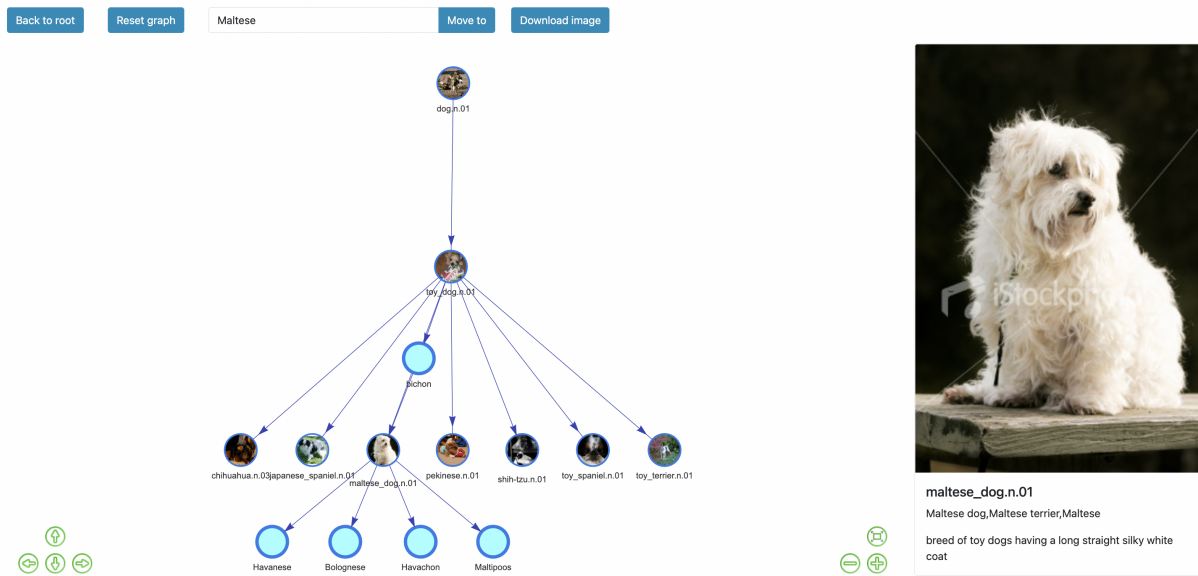 Back to root
Reset graph
Maltese
Move to
Download image
dog.n.01
toy_dog.n.01
bichon
chihuahua.n.03
japanese_spaniel.n.01
maltese_dog.n.01
pekinese.n.01
shih-tzu.n.01
toy_spaniel.n.01
toy_terrier.n.01
Havanese
Bolognese
Havachon
Maltipoos
maltese_dog.n.01
Maltese dog,Maltese terrier,Maltese
breed of toy dogs having a long straight silky white
coat